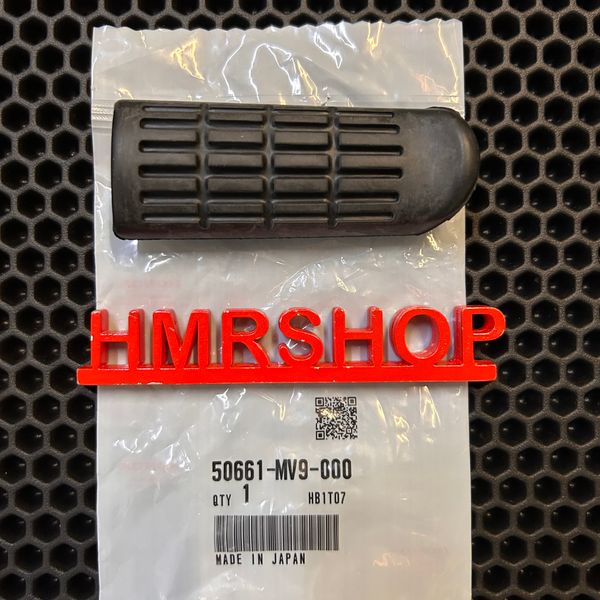 HMRSHOP
50661-MV9-000
QTY 1 HB1T07
MADE IN JAPAN